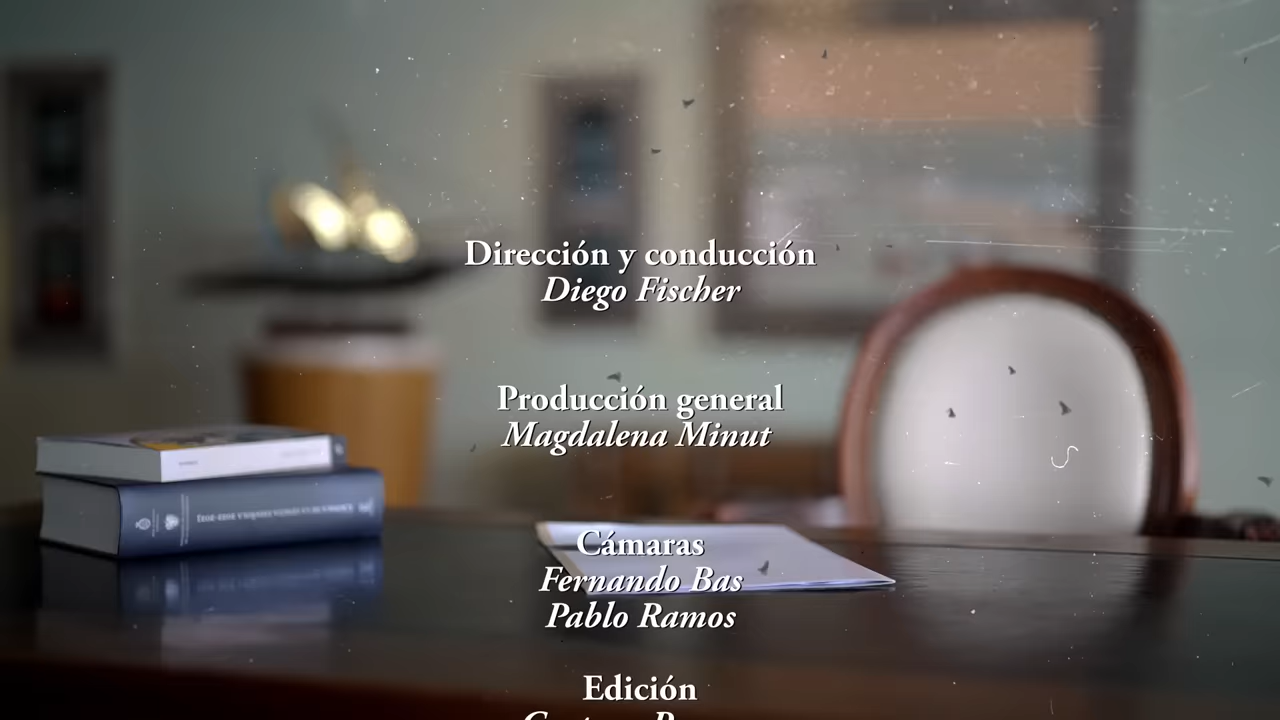 Dirección y conducción
Diego Fischer
Producción general
Magdalena Minut
Cámaras
Fernando Bas
Pablo Ramos
Edición